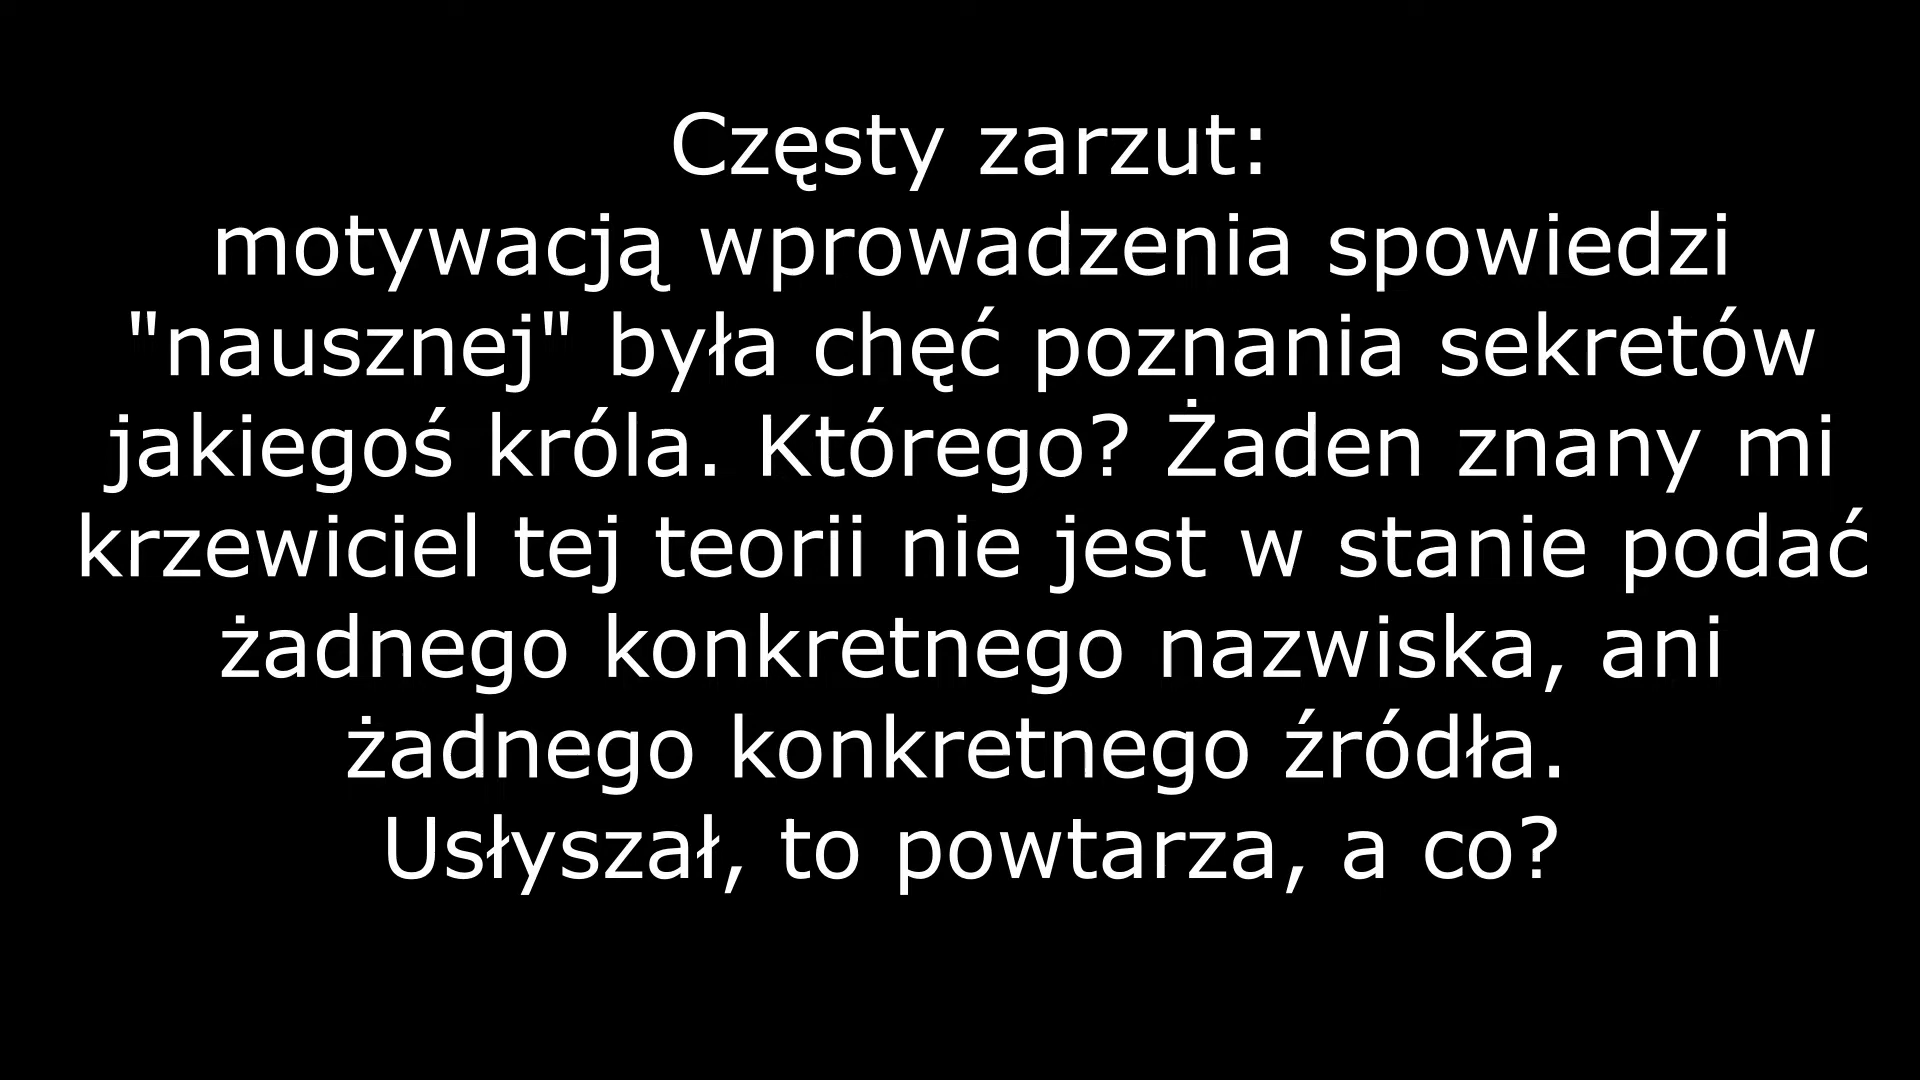 Częsty zarzut:
motywacją wprowadzenia spowiedzi
"nausznej" była chęć poznania sekretów
jakiegoś króla. Którego? Żaden znany mi
krzewiciel tej teorii nie jest w stanie podać
żadnego konkretnego nazwiska, ani
żadnego konkretnego źródła.
Usłyszał, to powtarza, a co?